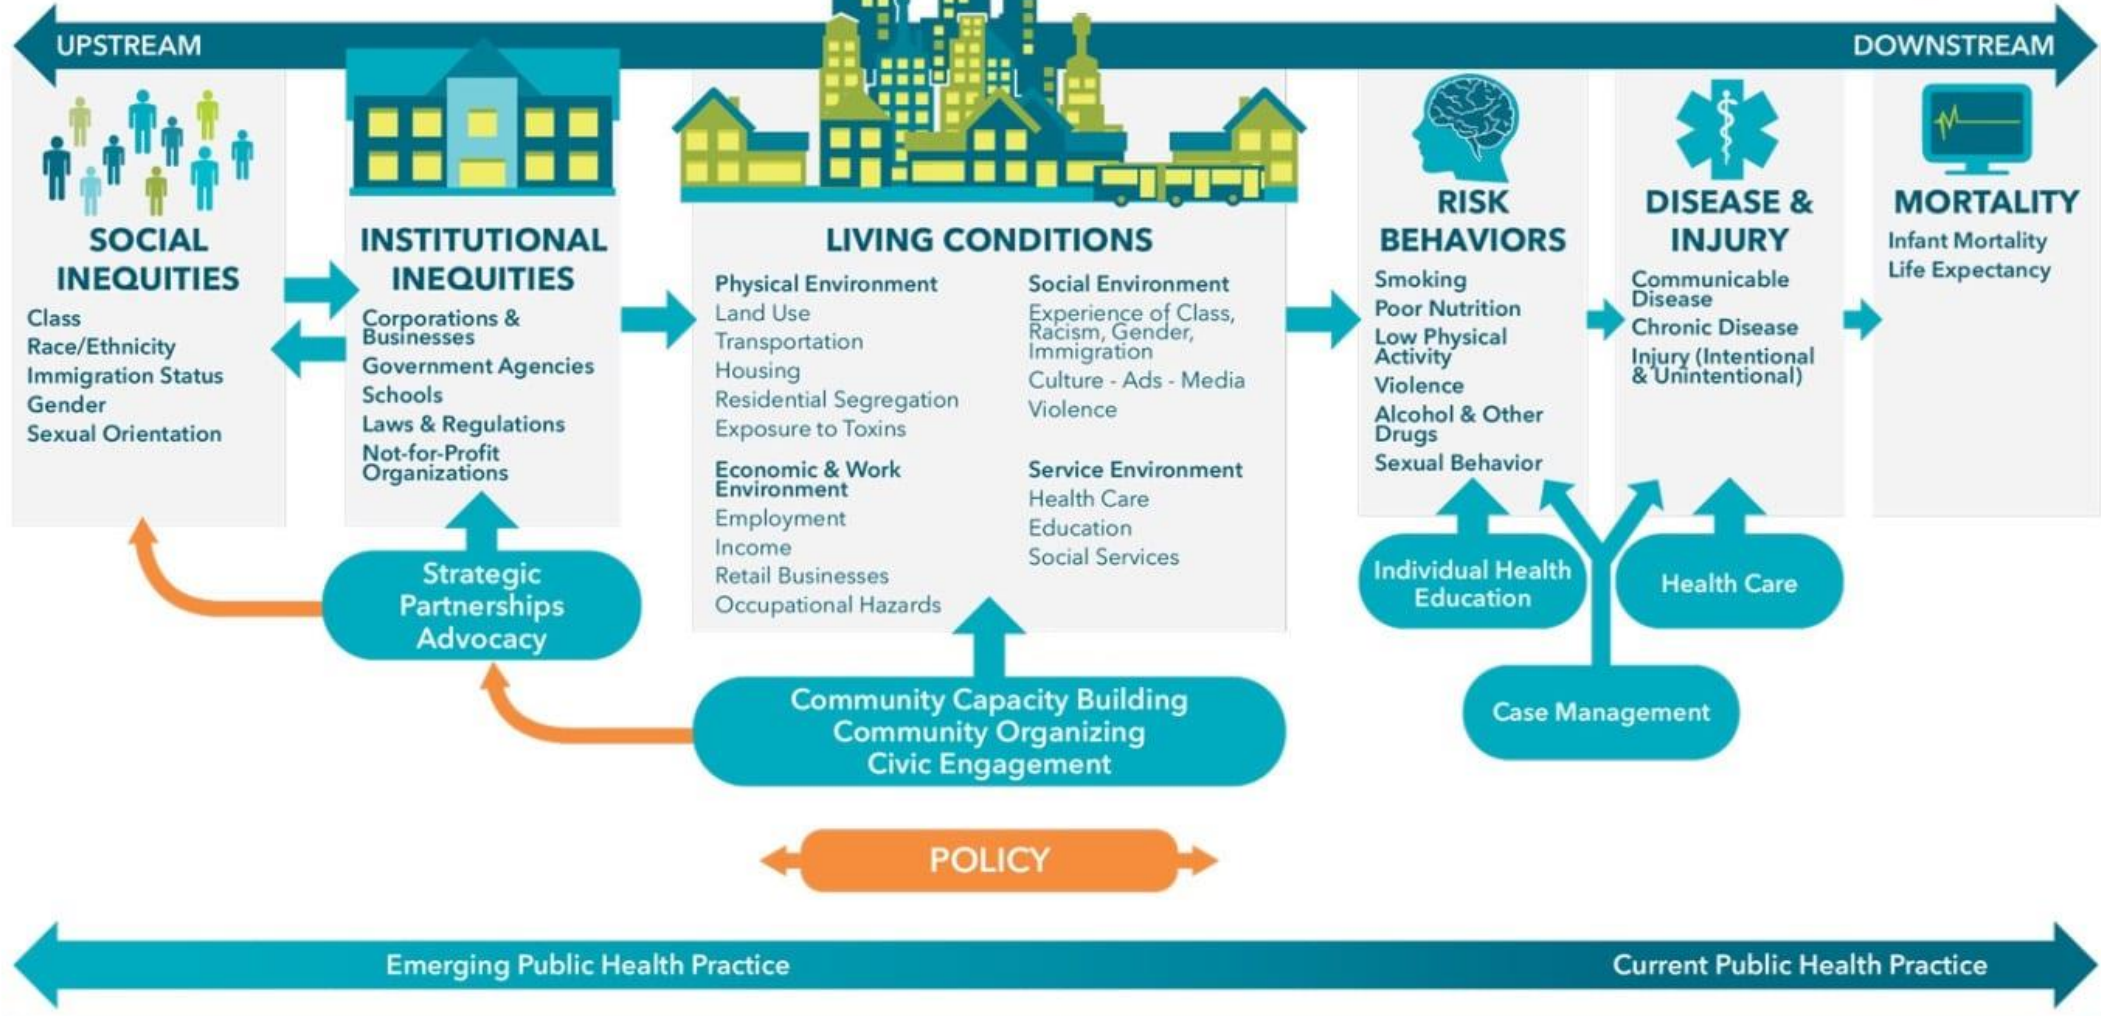 UPSTREAM
DOWNSTREAM
SOCIAL
INEQUITIES
Class
Race/Ethnicity
Immigration Status
Gender
Sexual Orientation
INSTITUTIONAL
INEQUITIES
Corporations &
Businesses
Government Agencies
Schools
Laws & Regulations
Not-for-Profit
Organizations
LIVING CONDITIONS
Physical Environment
Land Use
Transportation
Housing
Residential Segregation
Exposure to Toxins
Economic & Work
Environment
Employment
Income
Retail Businesses
Occupational Hazards
Social Environment
Experience of Class,
Racism, Gender,
Immigration
Culture - Ads - Media
Violence
Service Environment
Health Care
Education
Social Services
RISK
BEHAVIORS
Smoking
Poor Nutrition
Low Physical
Activity
Violence
Alcohol & Other
Drugs
Sexual Behavior
DISEASE &
INJURY
Communicable
Disease
Chronic Disease
Injury (Intentional
& Unintentional)
MORTALITY
Infant Mortality
Life Expectancy
Strategic
Partnerships
Advocacy
Community Capacity Building
Community Organizing
Civic Engagement
Individual Health
Education
Health Care
Case Management
POLICY
Emerging Public Health Practice
Current Public Health Practice